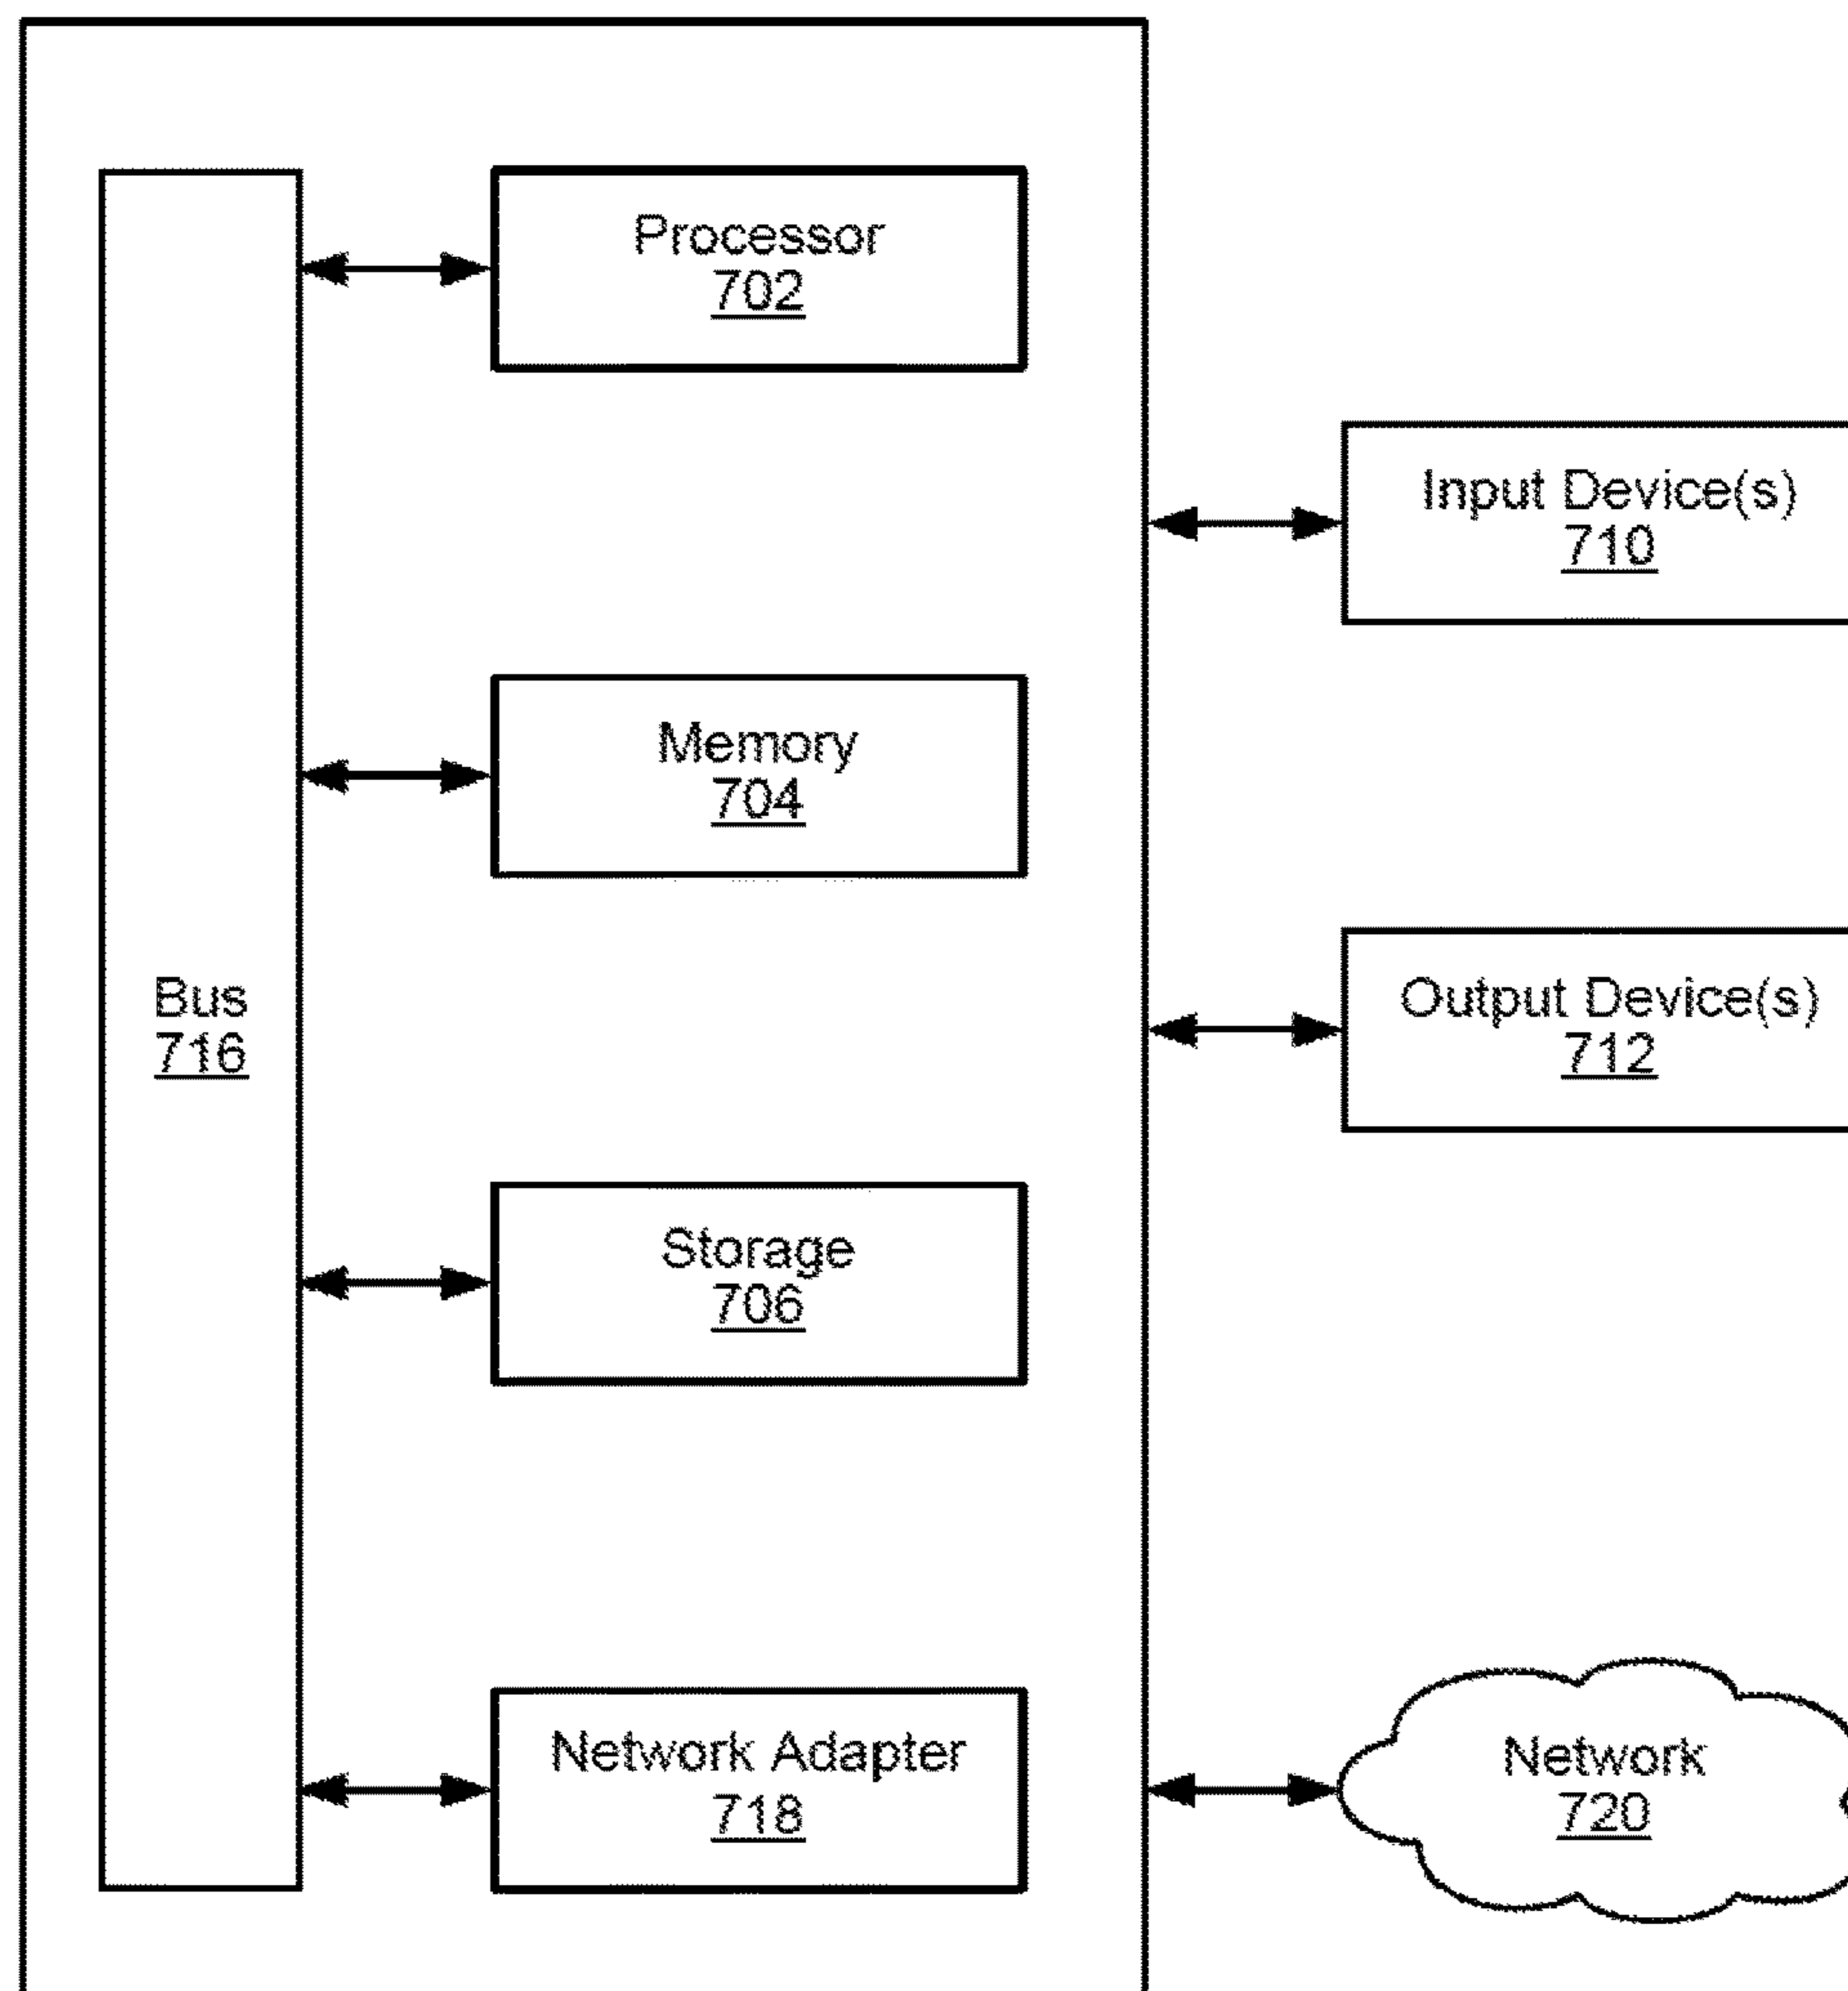 Processor
702
Input Device(s)
710
Memory
704
Bus
716
Output Device(s)
712
Storage
706
Network Adapter
718
Network
720